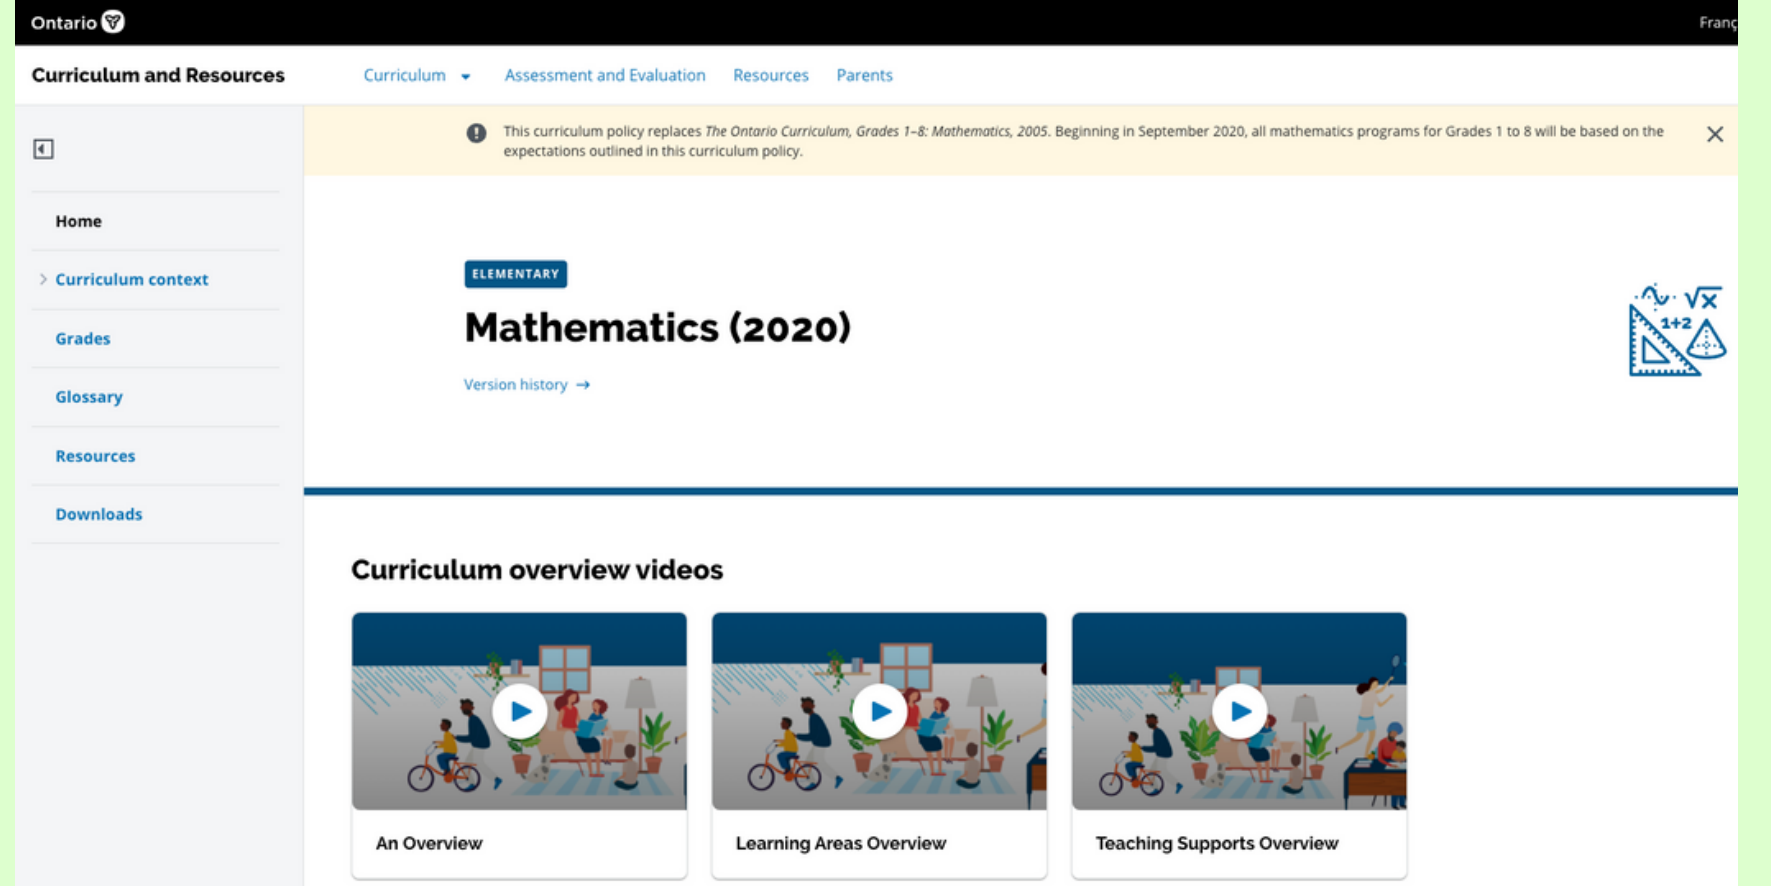 Ontario
Curriculum and Resources
Curriculum
Assessment and Evaluation
Resources
Parents
This curriculum policy replaces The Ontario Curriculum, Grades 1–8: Mathematics, 2005. Beginning in September 2020, all mathematics programs for Grades 1 to 8 will be based on the
expectations outlined in this curriculum policy.
Home
Curriculum context
Grades
Glossary
Resources
Downloads
ELEMENTARY
Mathematics (2020)
Version history →
√x
1+2
Curriculum overview videos
An Overview
Learning Areas Overview
Teaching Supports Overview